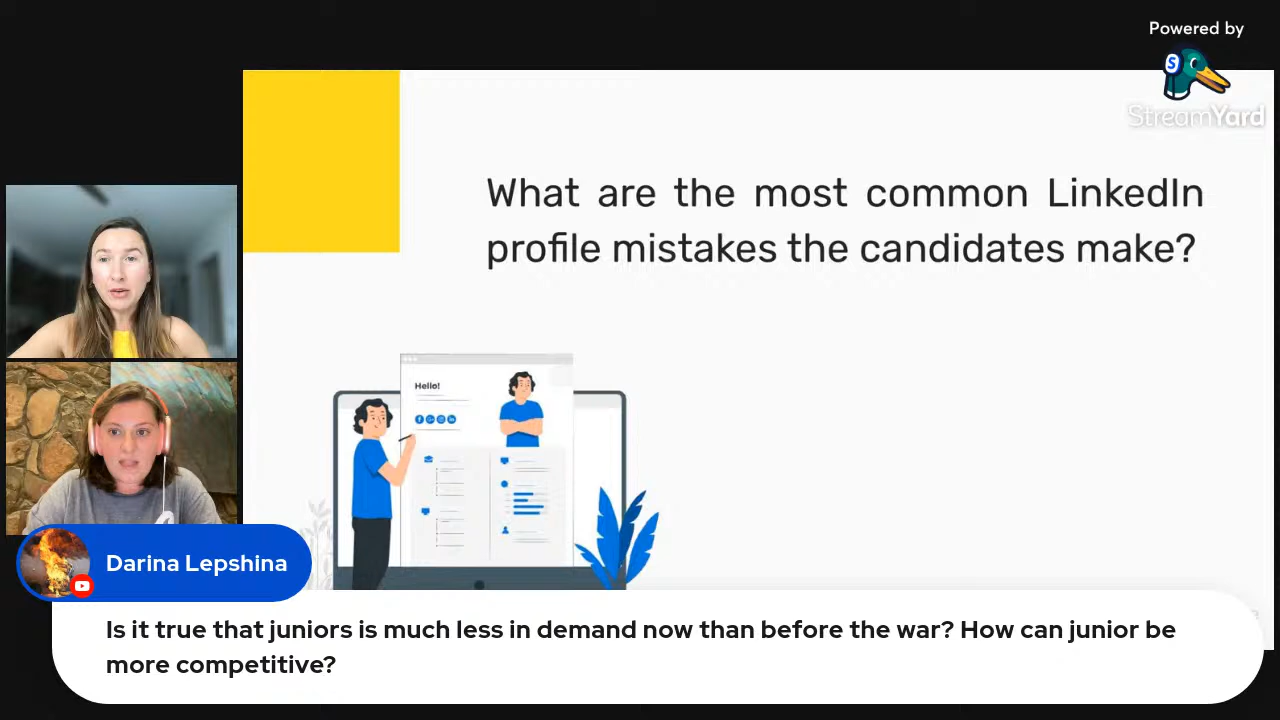 Powered by
StreamYard
What are the most common LinkedIn
profile mistakes the candidates make?
Hello!
Darina Lepshina
Is it true that juniors is much less in demand now than before the war? How can junior be
more competitive?